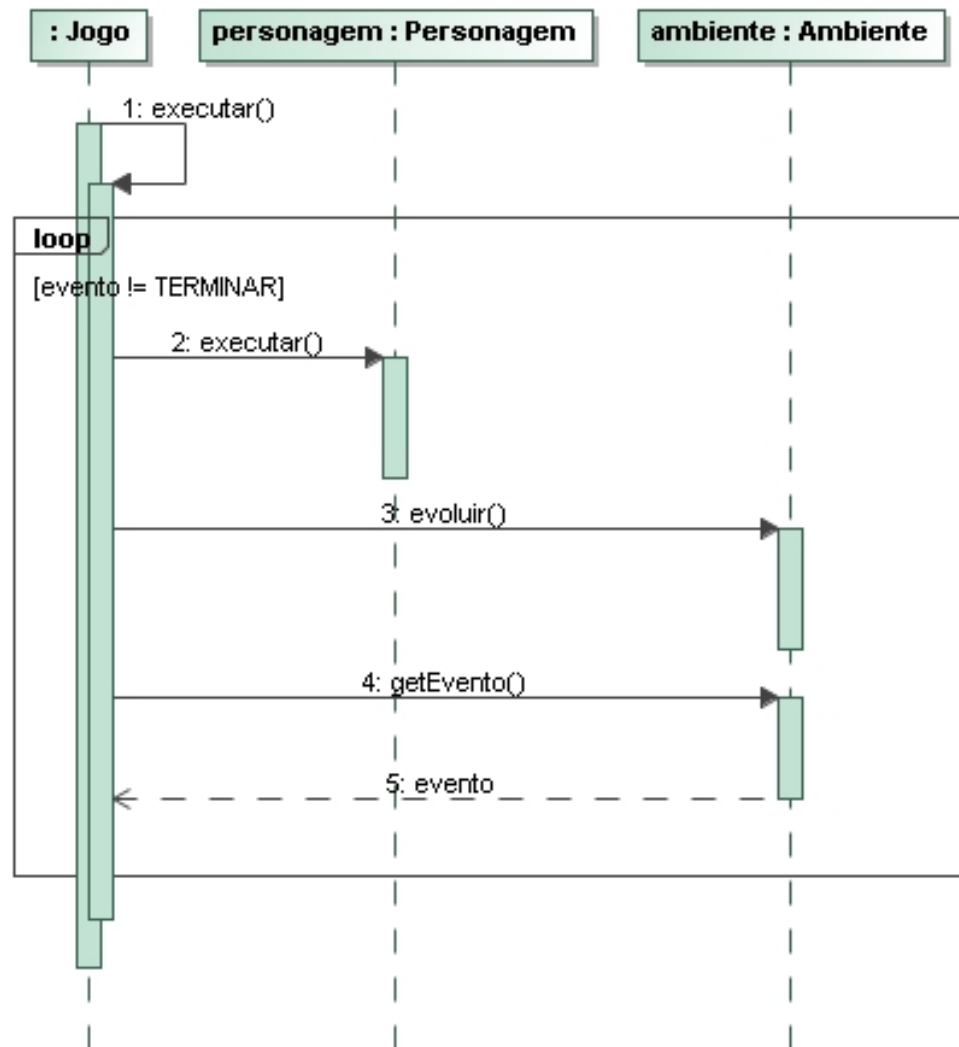 : Jogo
personagem : Personagem
ambiente : Ambiente
1: executar()
loop
[evento != TERMINAR]
2: executar()
3: evoluir()
4: getEvento()
5: evento